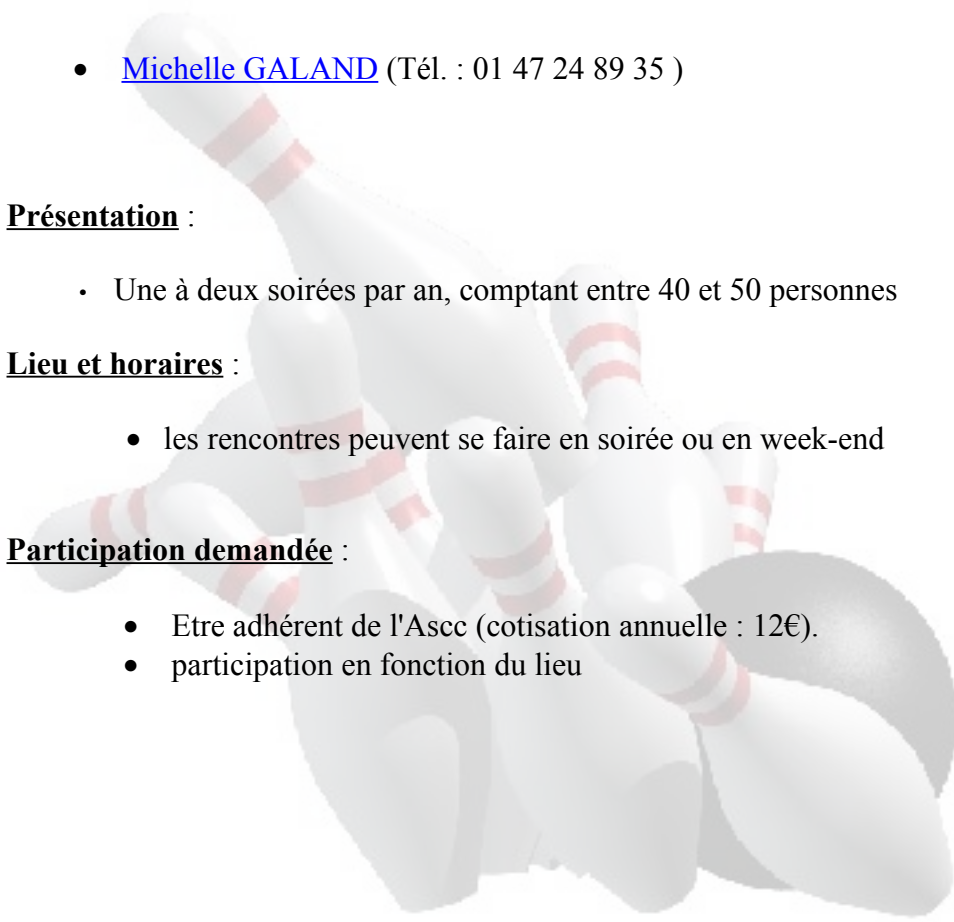 • Michelle GALAND (Tél. : 01 47 24 89 35 )
Présentation :
• Une à deux soirées par an, comptant entre 40 et 50 personnes
Lieu et horaires :
• les rencontres peuvent se faire en soirée ou en week-end
Participation demandée :
• Etre adhérent de l'Ascc (cotisation annuelle : 12€).
• participation en fonction du lieu